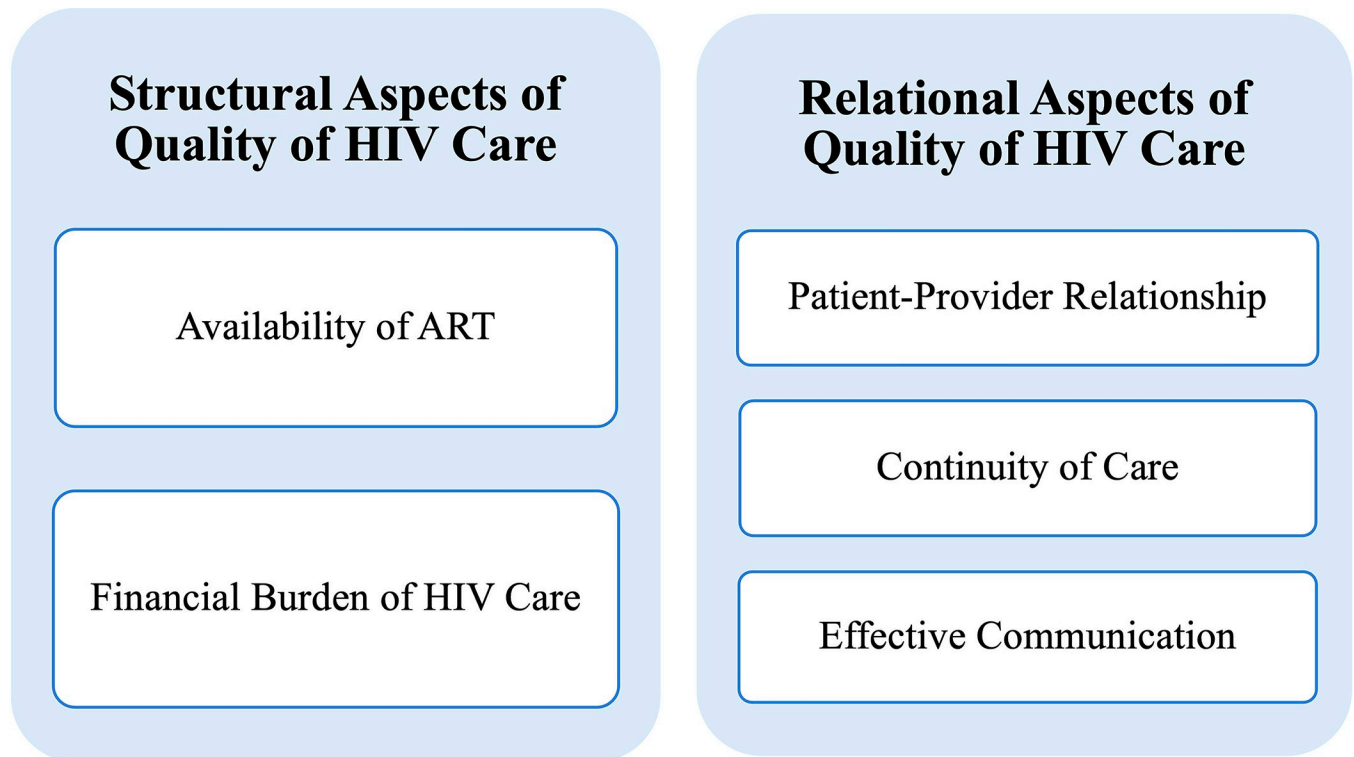 Structural Aspects of
Quality of HIV Care
Availability of ART
Financial Burden of HIV Care
Relational Aspects of
Quality of HIV Care
Patient-Provider Relationship
Continuity of Care
Effective Communication